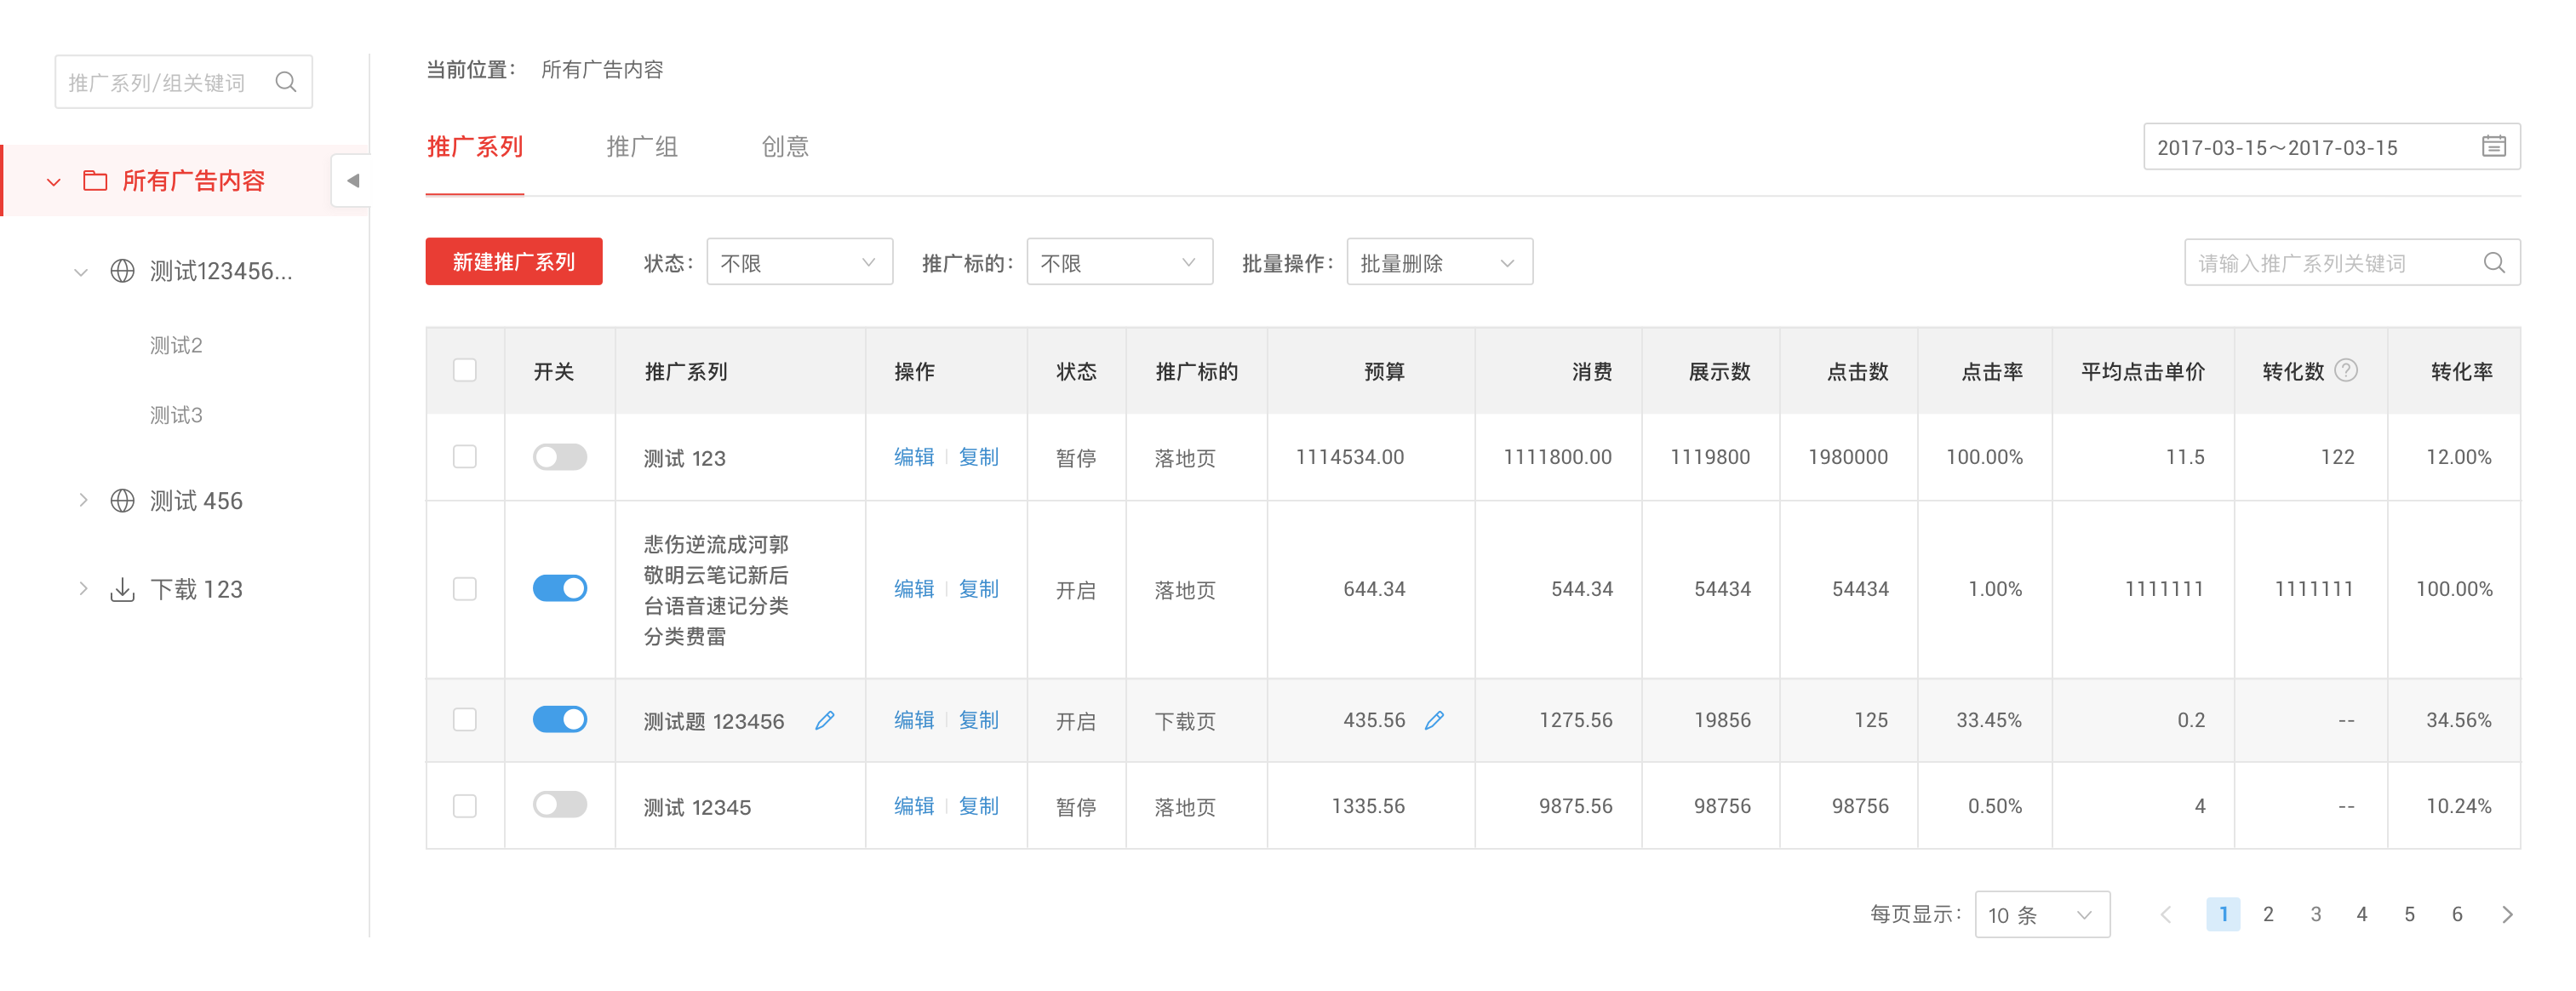 推广系列/组关键词
所有广告内容
测试123456...
测试2
测试3
测试 456
下载 123
当前位置： 所有广告内容
推广系列 推广组 创意
2017-03-15～2017-03-15
新建推广系列 状态： 不限 推广标的： 不限 批量操作： 批量删除 请输入推广系列关键词
开关 推广系列 操作 状态 推广标的 预算 消费 展示数 点击数 点击率 平均点击单价 转化数 ? 转化率
测试 123 编辑 复制 暂停 落地页 1114534.00 1111800.00 1119800 1980000 100.00% 11.5 122 12.00%
悲伤逆流成河郭
敬明云笔记新后
台语音速记分类
分类费雷
编辑 复制 开启 落地页 644.34 544.34 54434 54434 1.00% 1111111 1111111 100.00%
测试题 123456 编辑 复制 开启 下载页 435.56 1275.56 19856 125 33.45% 0.2 -- 34.56%
测试 12345 编辑 复制 暂停 落地页 1335.56 9875.56 98756 98756 0.50% 4 -- 10.24%
每页显示： 10 条 1 2 3 4 5 6